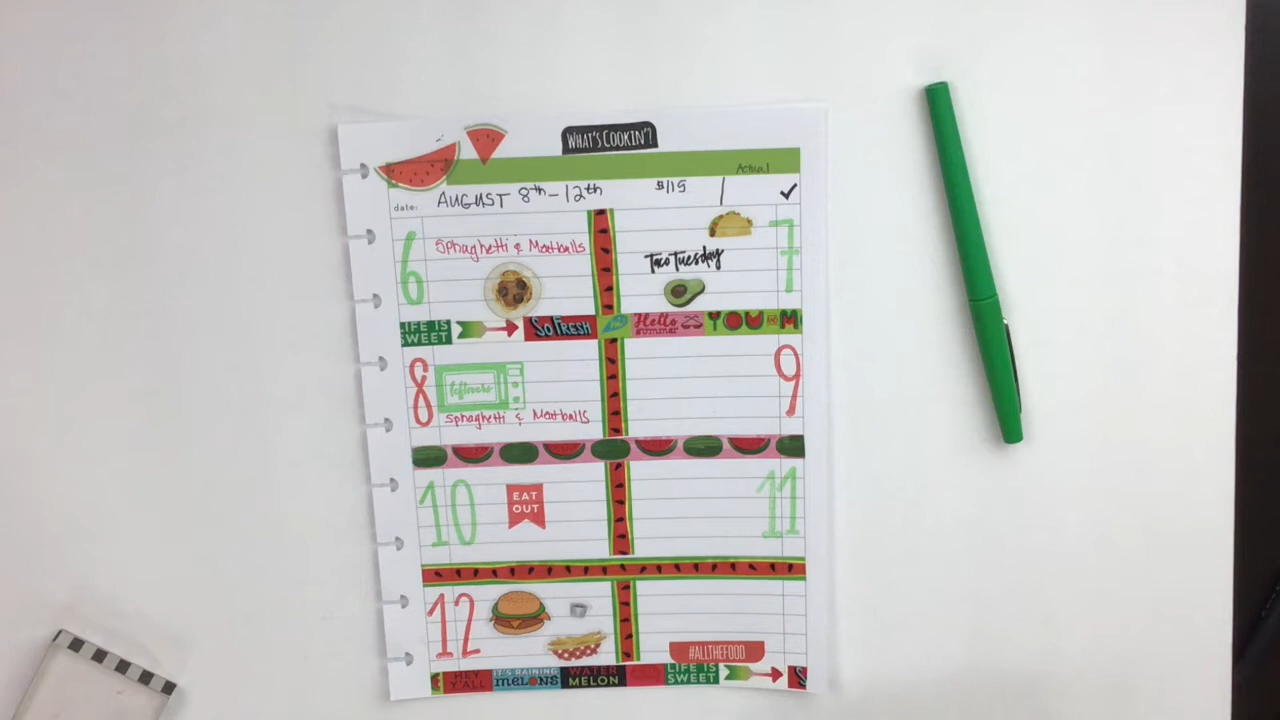 WHAT'S COOKIN'?
Actual
date: AUGUST 8th-12th $115
6 Sphaghetti & Meatballs
Taco Tuesday 7
LIFE IS SWEET SO FRESH Hello summer YOU
8 leftovers
sphaghetti & Meatballs
9
10 EAT OUT
11
12
#ALLTHEFOOD
HEY Y'ALL IT'S RAINING MELONS WATER MELON LIFE IS SWEET